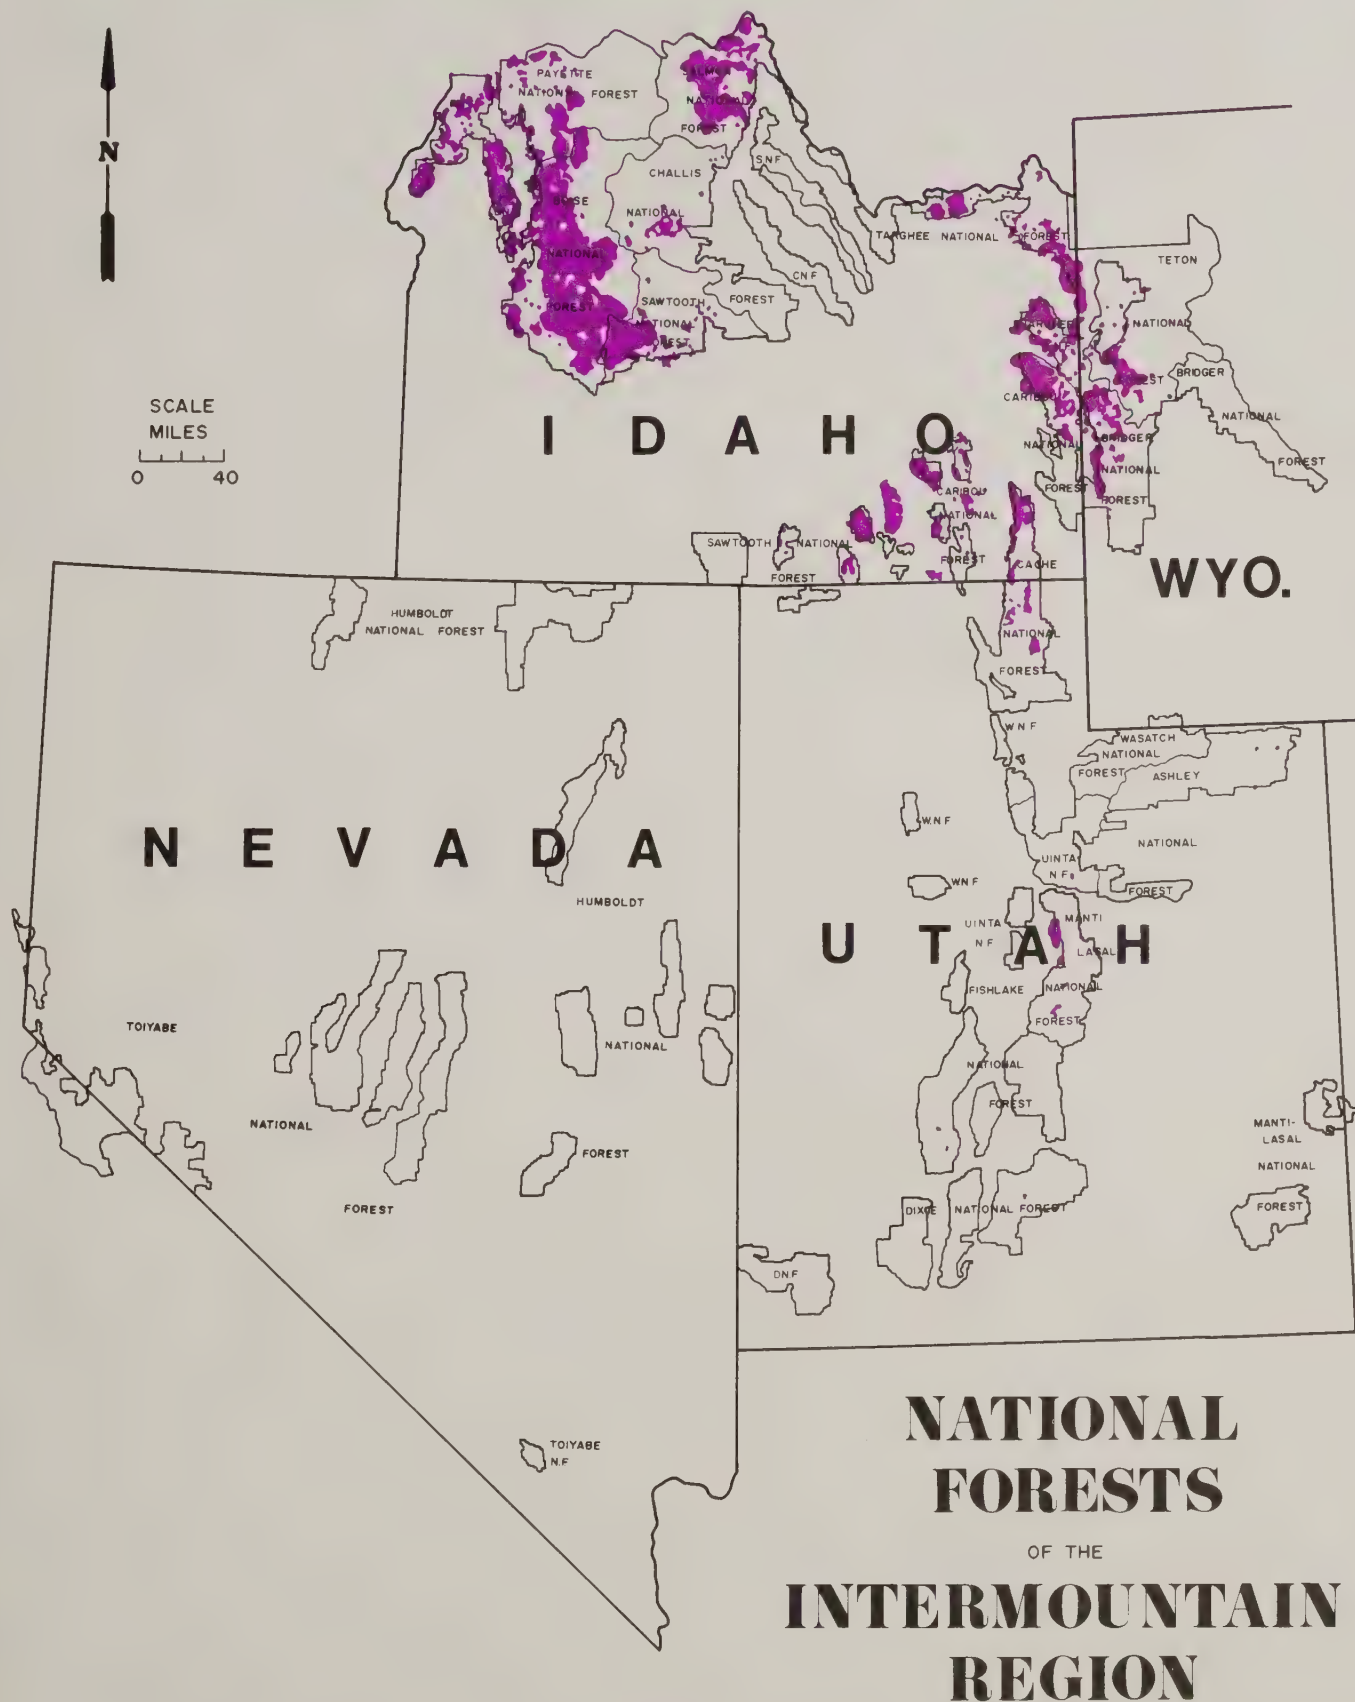 N
PAYETTE
NATIONAL FOREST
SALMON
NATIONAL
FOREST
S.N.F
CHALLIS
NATIONAL
BOISE
NATIONAL
FOREST
C.N.F
SAWTOOTH
NATIONAL
FOREST
FOREST
TARGHEE NATIONAL FOREST
TARGHEE
N.F.
TETON
NATIONAL
FOREST
BRIDGER
NATIONAL
FOREST
CARIBOU
NATIONAL
FOREST
BRIDGER
NATIONAL
FOREST
SCALE
MILES
0 40
IDAHO
CARIBOU
NATIONAL
FOREST
SAWTOOTH NATIONAL
FOREST
CACHE
NATIONAL
FOREST
WYO.
HUMBOLDT
NATIONAL FOREST
W.N.F
WASATCH
NATIONAL
FOREST
ASHLEY
NATIONAL
FOREST
W.N.F
W.N.F
UINTA
N.F.
NEVADA
HUMBOLDT
NATIONAL
FOREST
UTAH
UINTA
N.F.
MANTI
LASAL
NATIONAL
FOREST
FISHLAKE
NATIONAL
FOREST
TOIYABE
NATIONAL
FOREST
MANTI-
LASAL
NATIONAL
FOREST
DIXIE NATIONAL FOREST
D.N.F
TOIYABE
N.F
NATIONAL
FORESTS
OF THE
INTERMOUNTAIN
REGION